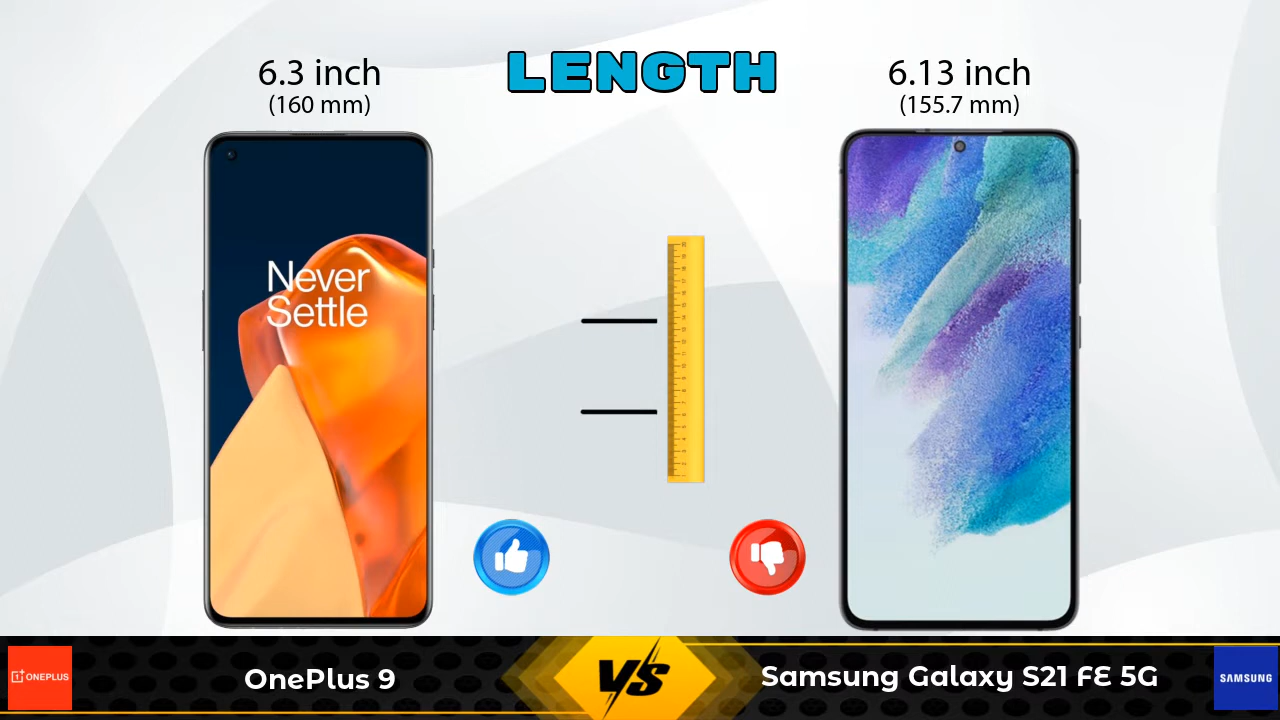 LENGTH
6.3 inch
(160 mm)
6.13 inch
(155.7 mm)
Never
Settle
ONEPLUS
OnePlus 9
VS
Samsung Galaxy S21 FE 5G
SAMSUNG